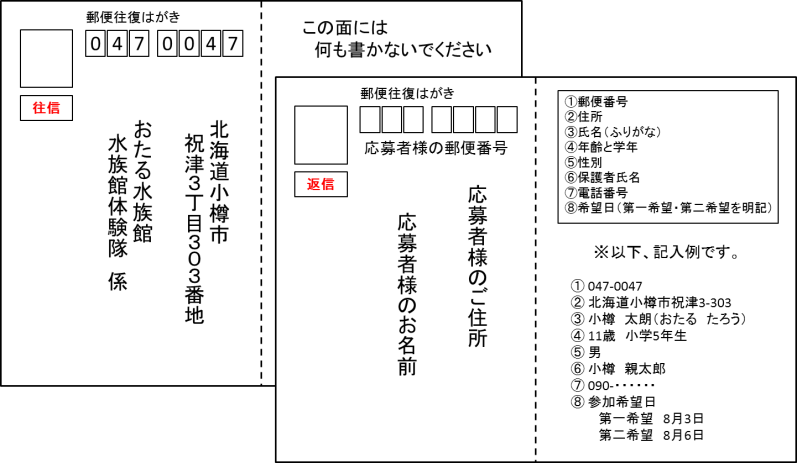 郵便往復はがき
047 0047
往信
北海道小樽市
祝津3丁目303番地
おたる水族館
水族館体験隊 係
この面には
何も書かないでください
郵便往復はがき
応募者様の郵便番号
返信
応募者様のご住所
応募者様のお名前
①郵便番号
②住所
③氏名(ふりがな)
④年齢と学年
⑤性別
⑥保護者氏名
⑦電話番号
⑧希望日(第一希望・第二希望を明記)
※以下、記入例です。
① 047-0047
② 北海道小樽市祝津3-303
③ 小樽 太朗(おたる たろう)
④ 11歳 小学5年生
⑤ 男
⑥ 小樽 親太郎
⑦ 090-・・・・・・
⑧ 参加希望日
第一希望 8月3日
第二希望 8月6日